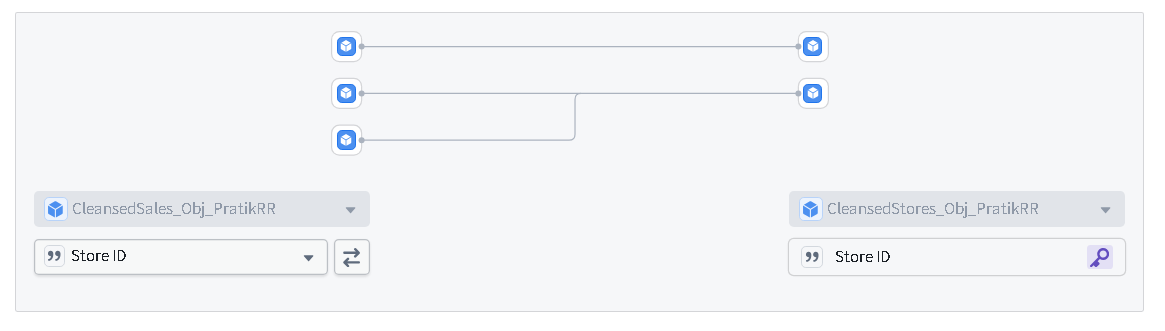 CleansedSales_Obj_PratikRR
CleansedStores_Obj_PratikRR
Store ID
Store ID